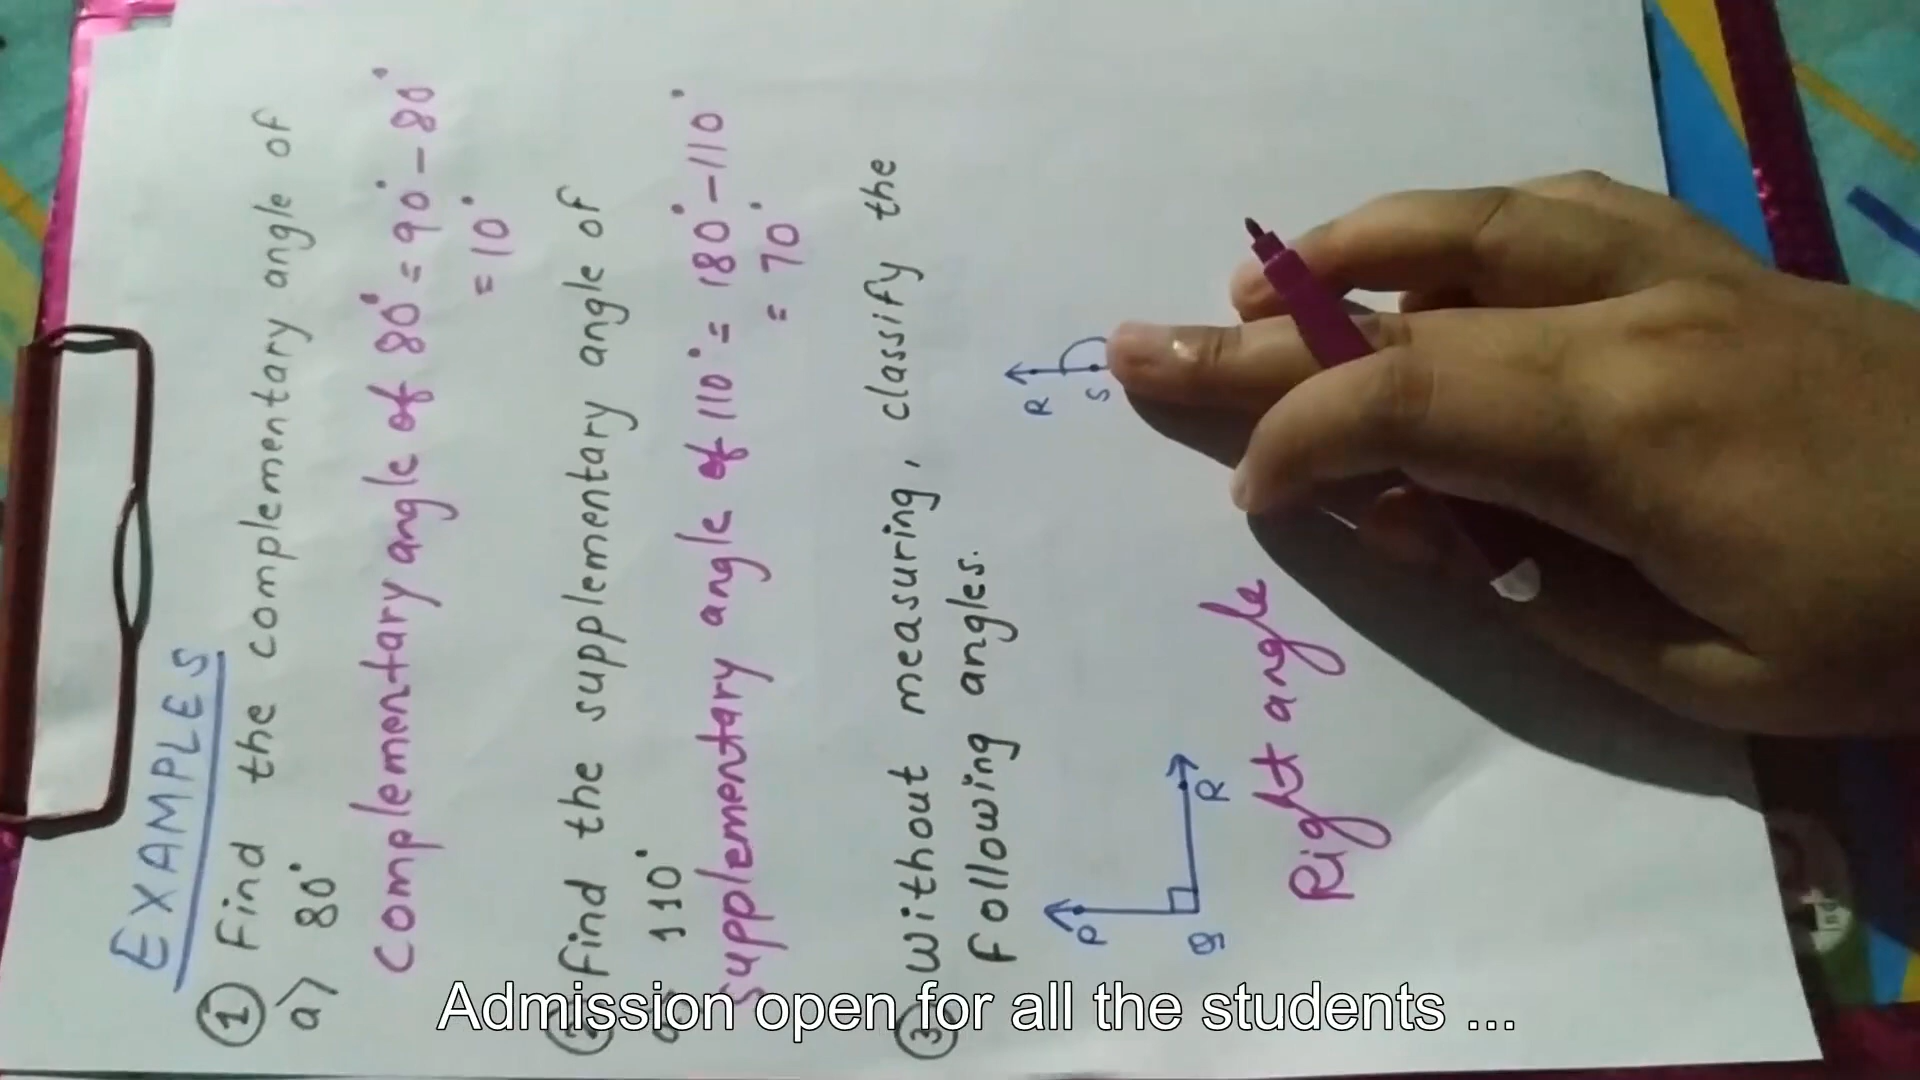 EXAMPLES
① Find the complementary angle of
a) 80°
complementary angle of 80° = 90° - 80°
= 10°
② Find the supplementary angle of
110°
supplementary angle of 110° = 180° - 110°
= 70°
③ Without measuring, classify the
following angles.
P
Q
R
Right angle
R
S
Admission open for all the students ...